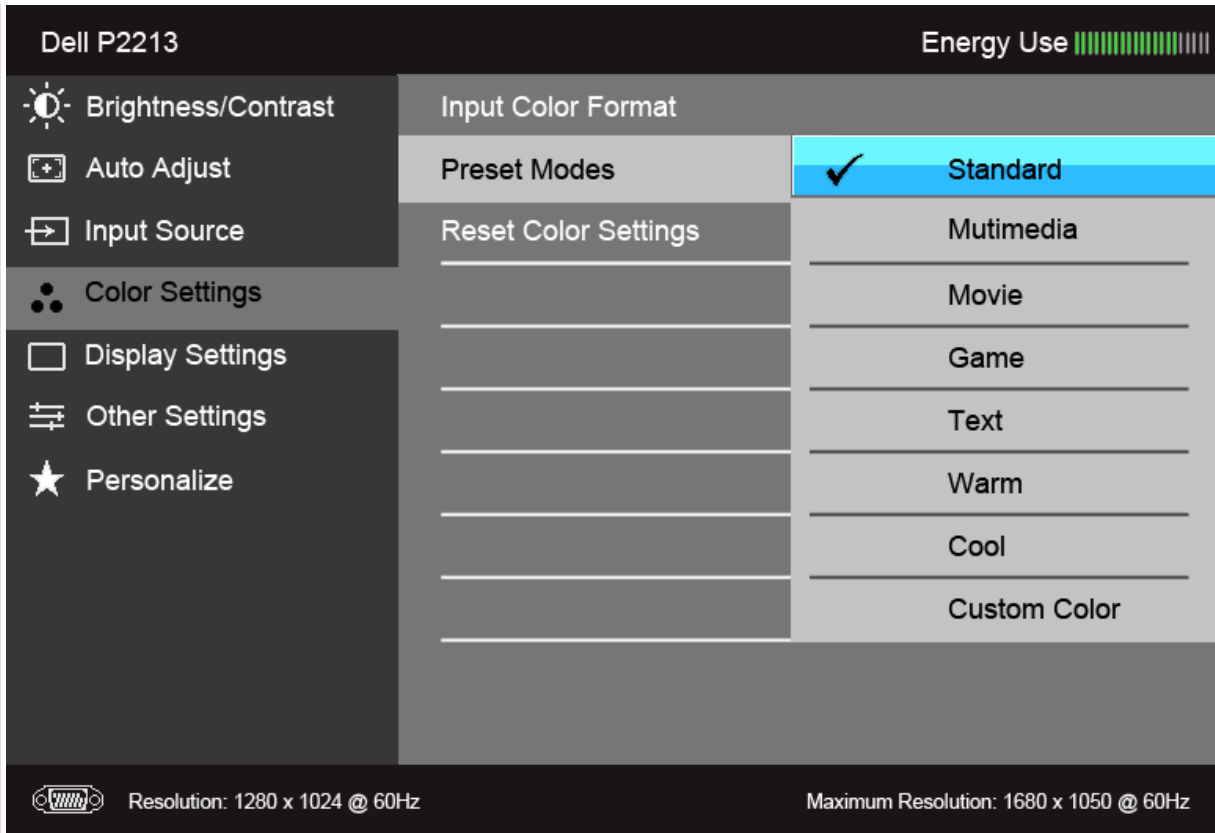 Dell P2213
Energy Use
Brightness/Contrast
Auto Adjust
Input Source
Color Settings
Display Settings
Other Settings
Personalize
Input Color Format
Preset Modes
Reset Color Settings
Standard
Mutimedia
Movie
Game
Text
Warm
Cool
Custom Color
Resolution: 1280 x 1024 @ 60Hz
Maximum Resolution: 1680 x 1050 @ 60Hz